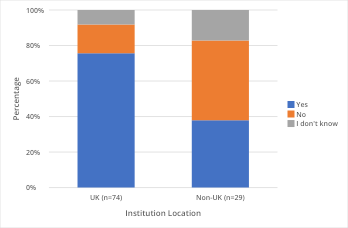 100%
80%
60%
40%
20%
0%
Percentage
UK (n=74)
Non-UK (n=29)
Institution Location
Yes
No
I don't know